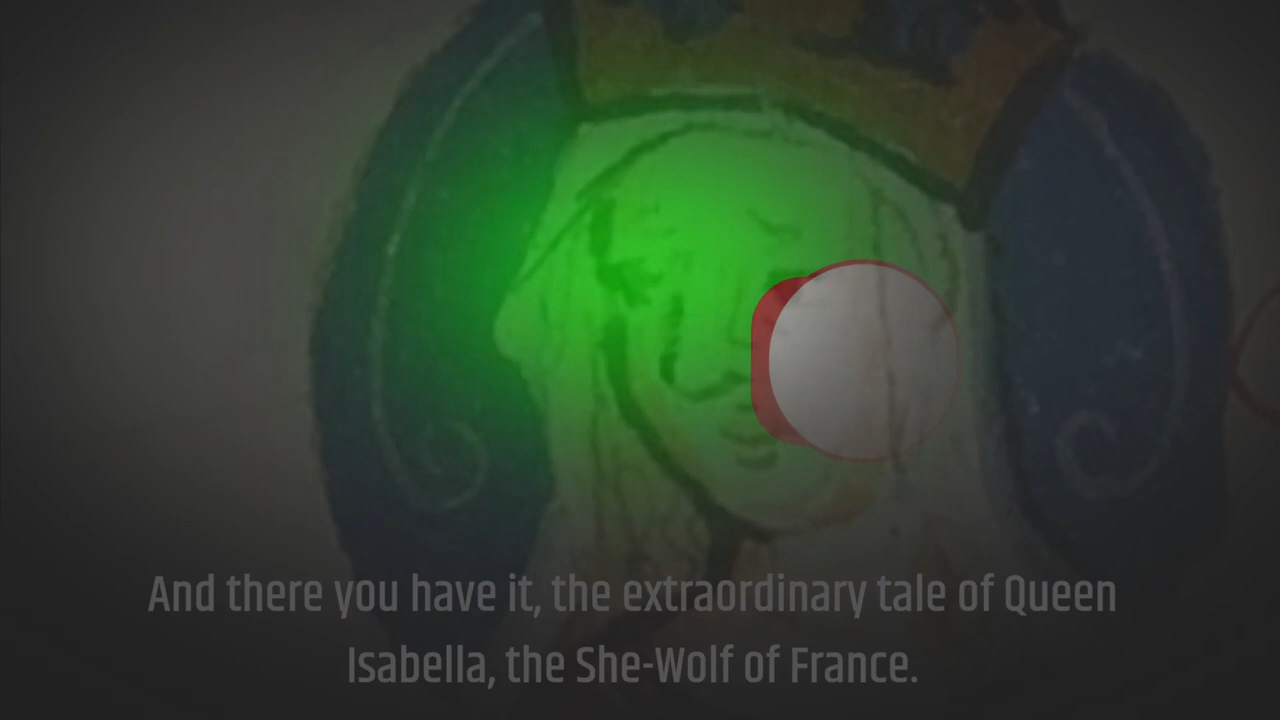 And there you have it, the extraordinary tale of Queen
Isabella, the She-Wolf of France.